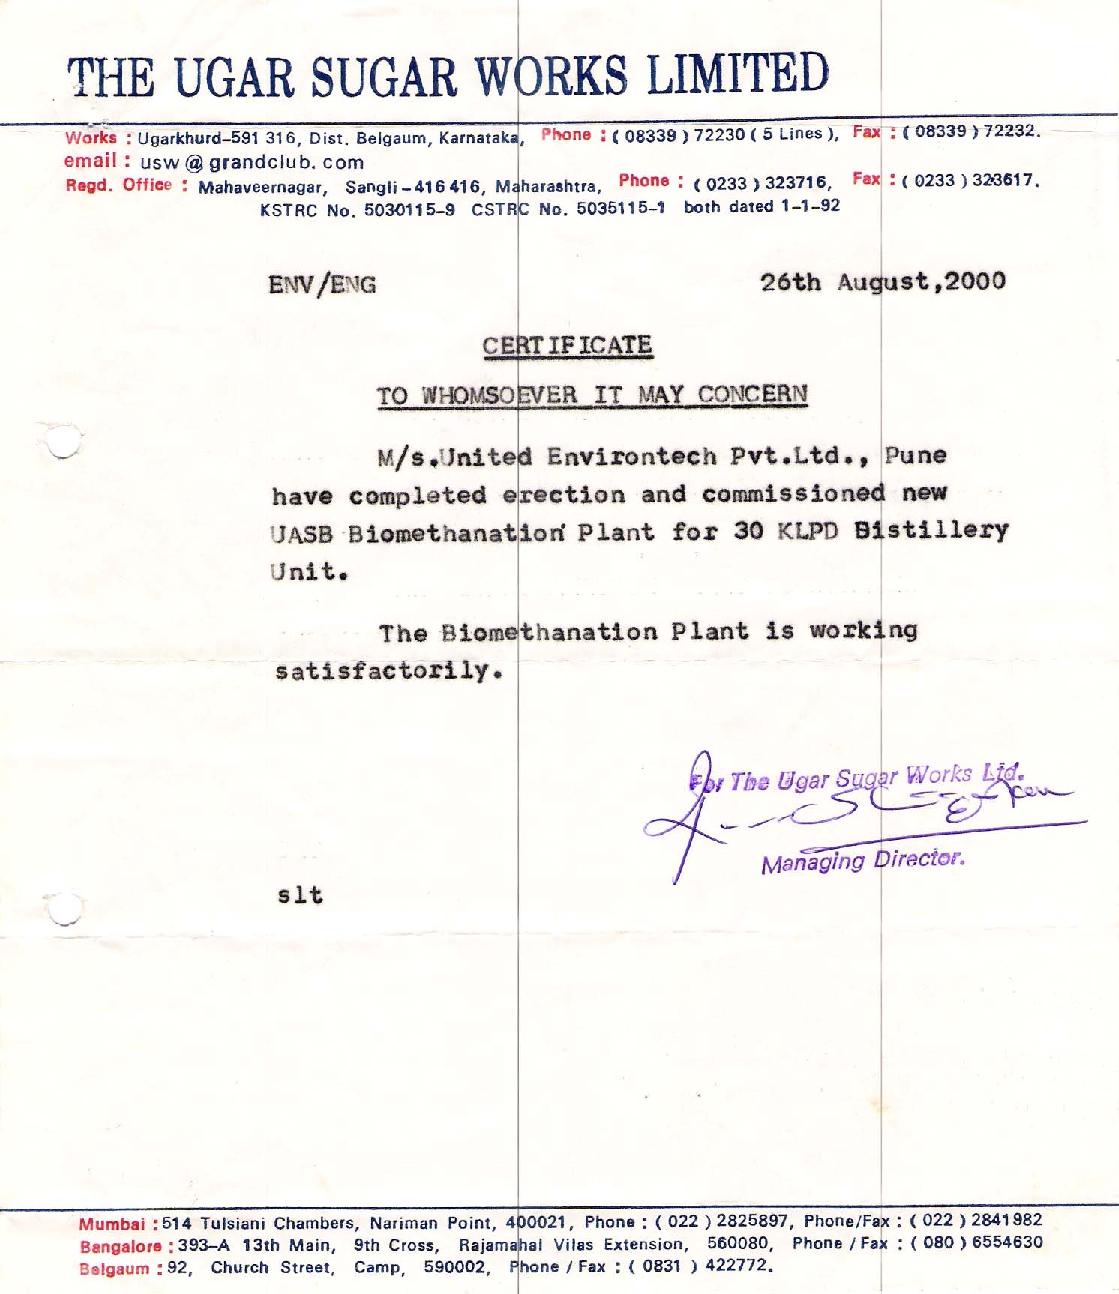 THE UGAR SUGAR WORKS LIMITED
Works : Ugarkhurd-591 316, Dist. Belgaum, Karnataka, Phone : ( 08339 ) 72230 ( 5 Lines ), Fax : ( 08339 ) 72232.
email : usw @ grandclub. com
Regd. Office : Mahaveernagar, Sangli-416 416, Maharashtra, Phone : ( 0233 ) 323716, Fax : ( 0233 ) 323617.
KSTRC No. 5030115-9 CSTRC No. 5035115-1 both dated 1-1-92
ENV/ENG 26th August,2000
CERTIFICATE
TO WHOMSOEVER IT MAY CONCERN
M/s.United Environtech Pvt.Ltd., Pune
have completed erection and commissioned new
UASB Biomethanation Plant for 30 KLPD Bistillery
Unit.
The Biomethanation Plant is working
satisfactorily.
For The Ugar Sugar Works Ltd.
Managing Director.
slt
Mumbai : 514 Tulsiani Chambers, Nariman Point, 400021, Phone : ( 022 ) 2825897, Phone/Fax : ( 022 ) 2841982
Bangalore : 393-A 13th Main, 9th Cross, Rajamahal Vilas Extension, 560080, Phone / Fax : ( 080 ) 6554630
Belgaum : 92, Church Street, Camp, 590002, Phone / Fax : ( 0831 ) 422772.